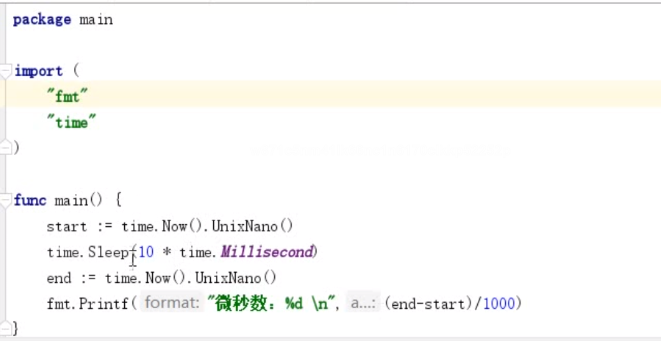 package main
import (
"fmt"
"time"
)
func main() {
start := time.Now().UnixNano()
time.Sleep(10 * time.Millisecond)
end := time.Now().UnixNano()
fmt.Printf( format: "微秒数：%d \n", a...: (end-start)/1000)
}